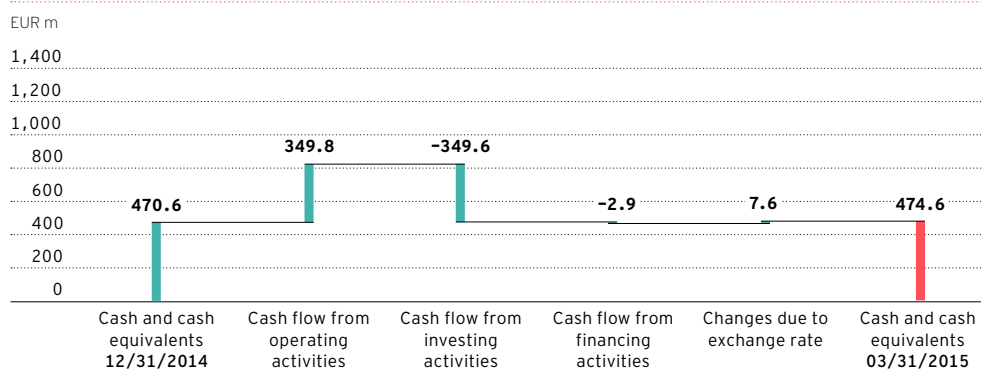 EUR m
1,400
1,200
1,000
800
600
400
200
0
470.6
349.8
-349.6
-2.9
7.6
474.6
Cash and cash
equivalents
12/31/2014
Cash flow from
operating
activities
Cash flow from
investing
activities
Cash flow from
financing
activities
Changes due to
exchange rate
Cash and cash
equivalents
03/31/2015